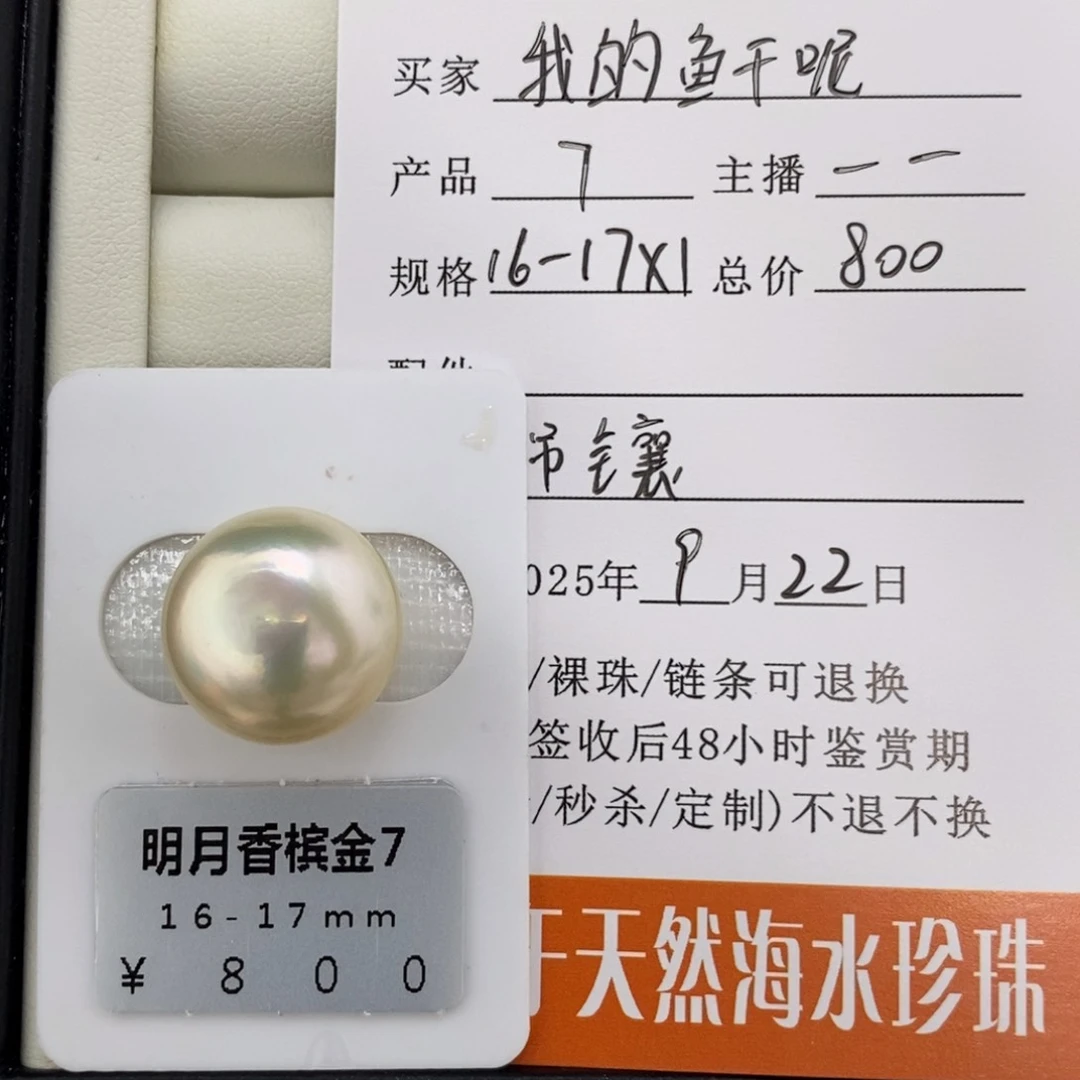 买家 我的鱼干呢
产品 7 主播 一一
规格 16-17X1 总价 800
配件
吊 镶
025年 9 月 22 日
/裸珠/链条可退换
签收后48小时鉴赏期
/秒杀/定制)不退不换
天然海水珍珠
明月香槟金7
16-17mm
¥ 800